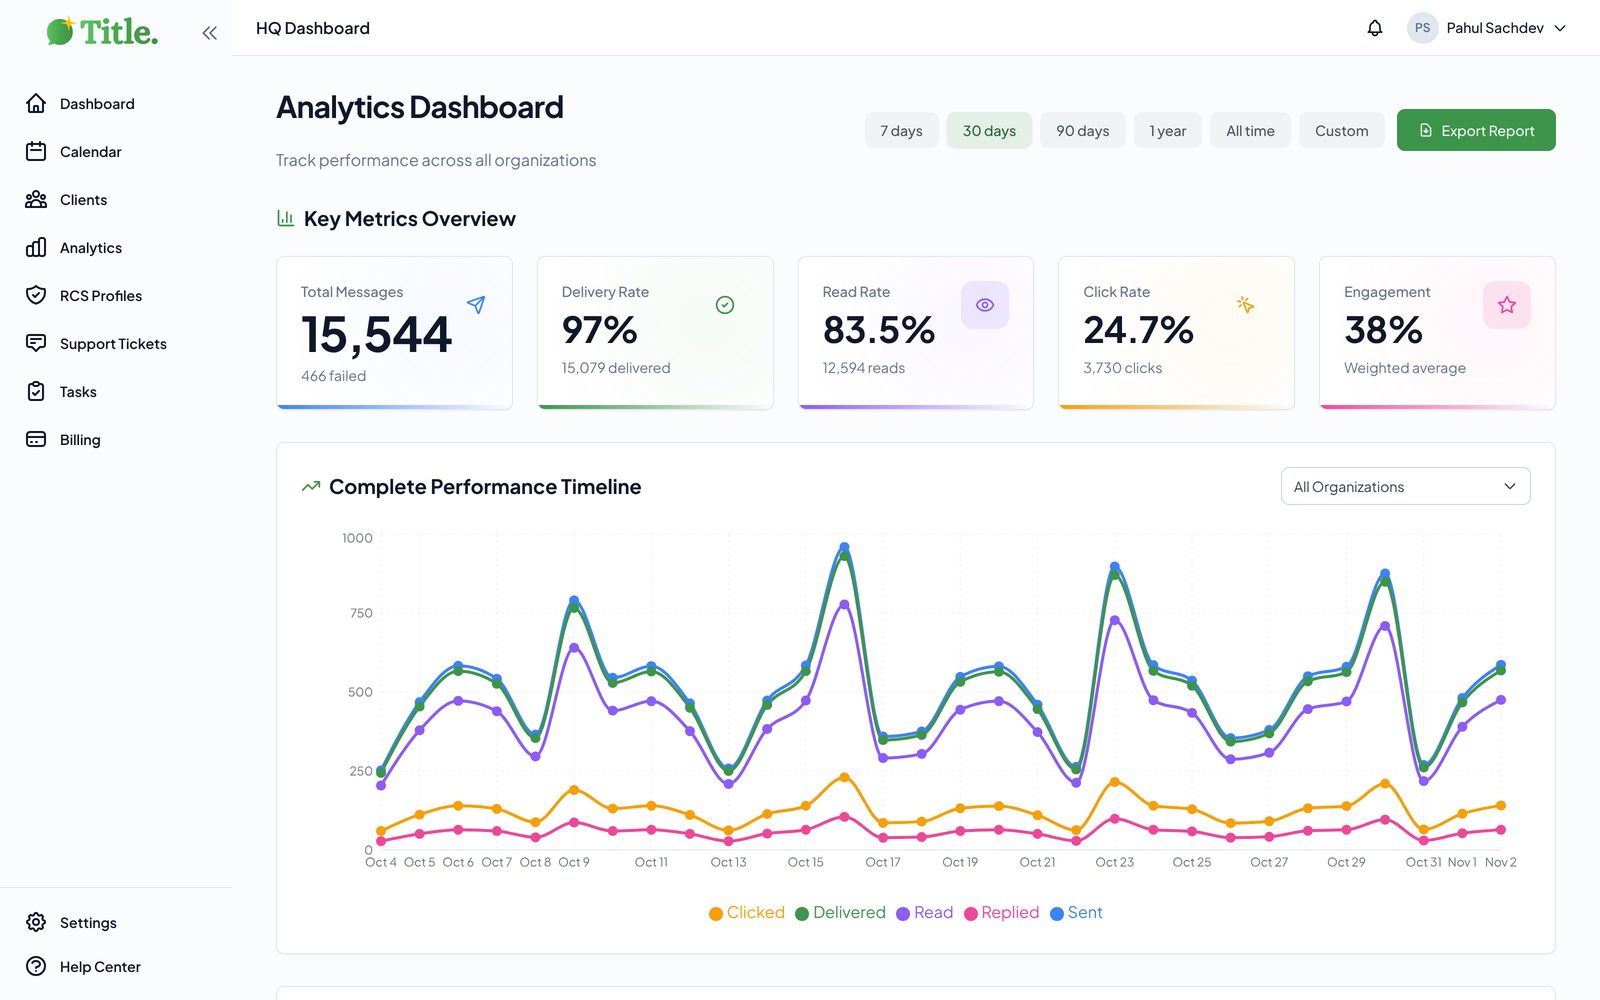 Title.
HQ Dashboard
PS
Pahul Sachdev
Dashboard
Calendar
Clients
Analytics
RCS Profiles
Support Tickets
Tasks
Billing
Settings
Help Center
Analytics Dashboard
Track performance across all organizations
7 days
30 days
90 days
1 year
All time
Custom
Export Report
Key Metrics Overview
Total Messages
15,544
466 failed
Delivery Rate
97%
15,079 delivered
Read Rate
83.5%
12,594 reads
Click Rate
24.7%
3,730 clicks
Engagement
38%
Weighted average
Complete Performance Timeline
All Organizations
1000
750
500
250
0
Oct 4 Oct 5 Oct 6 Oct 7 Oct 8 Oct 9 Oct 11 Oct 13 Oct 15 Oct 17 Oct 19 Oct 21 Oct 23 Oct 25 Oct 27 Oct 29 Oct 31 Nov 1 Nov 2
Clicked Delivered Read Replied Sent